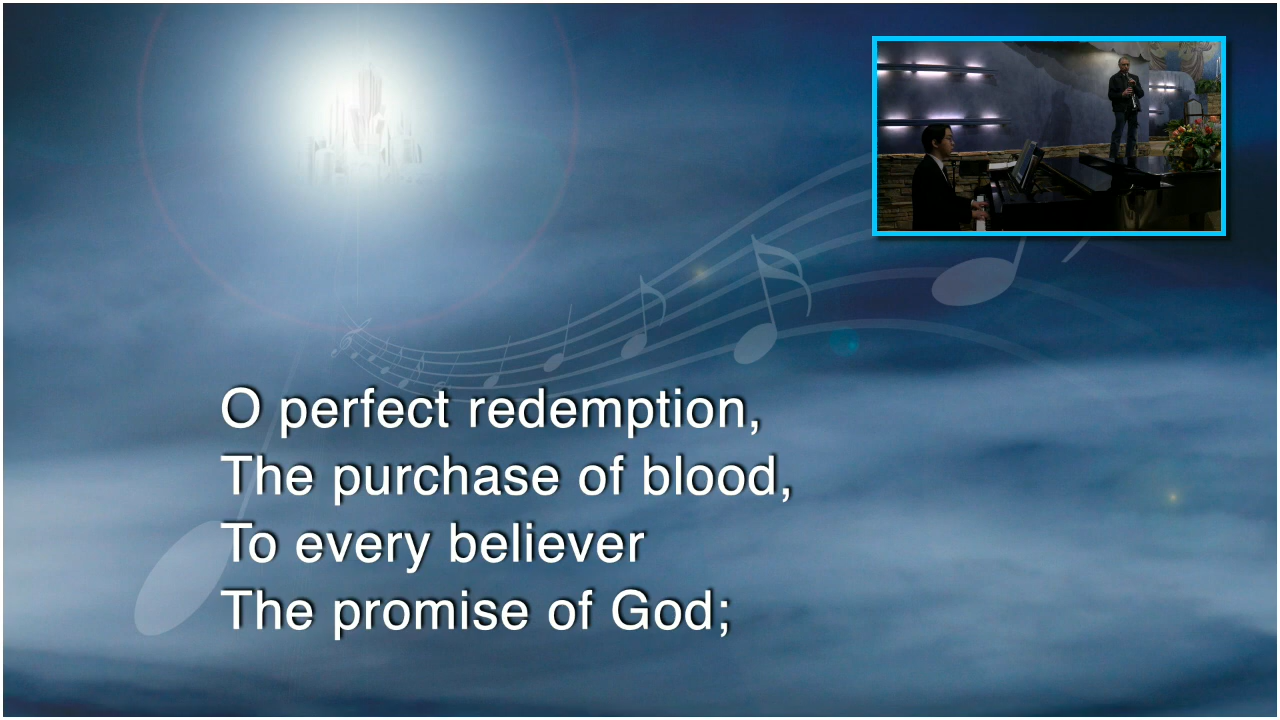 O perfect redemption,
The purchase of blood,
To every believer
The promise of God;